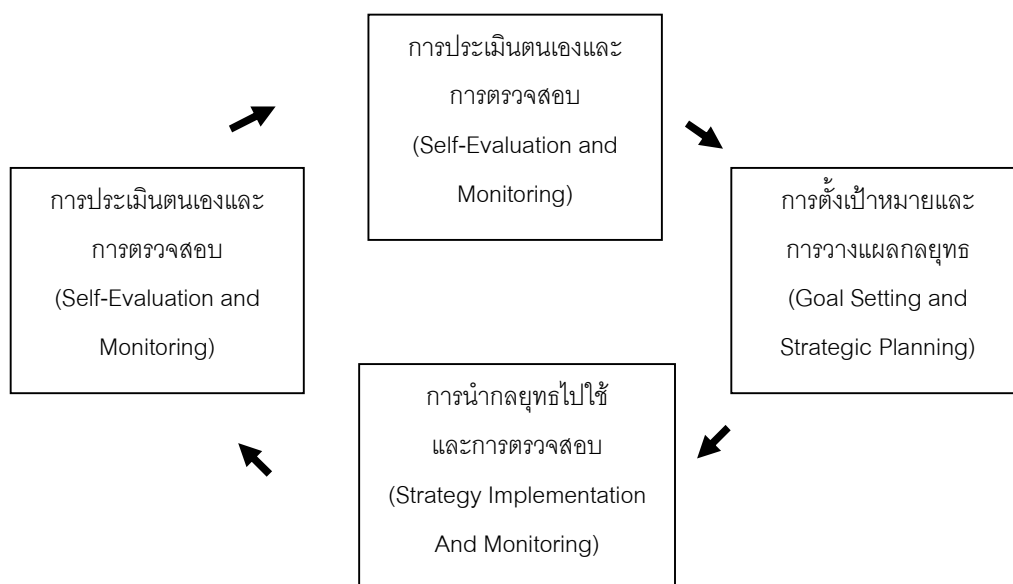 การประเมินตนเองและ
การตรวจสอบ
(Self-Evaluation and
Monitoring)
การประเมินตนเองและ
การตรวจสอบ
(Self-Evaluation and
Monitoring)
การตั้งเป้าหมายและ
การวางแผลกลยุทธ
(Goal Setting and
Strategic Planning)
การนำกลยุทธไปใช้
และการตรวจสอบ
(Strategy Implementation
And Monitoring)